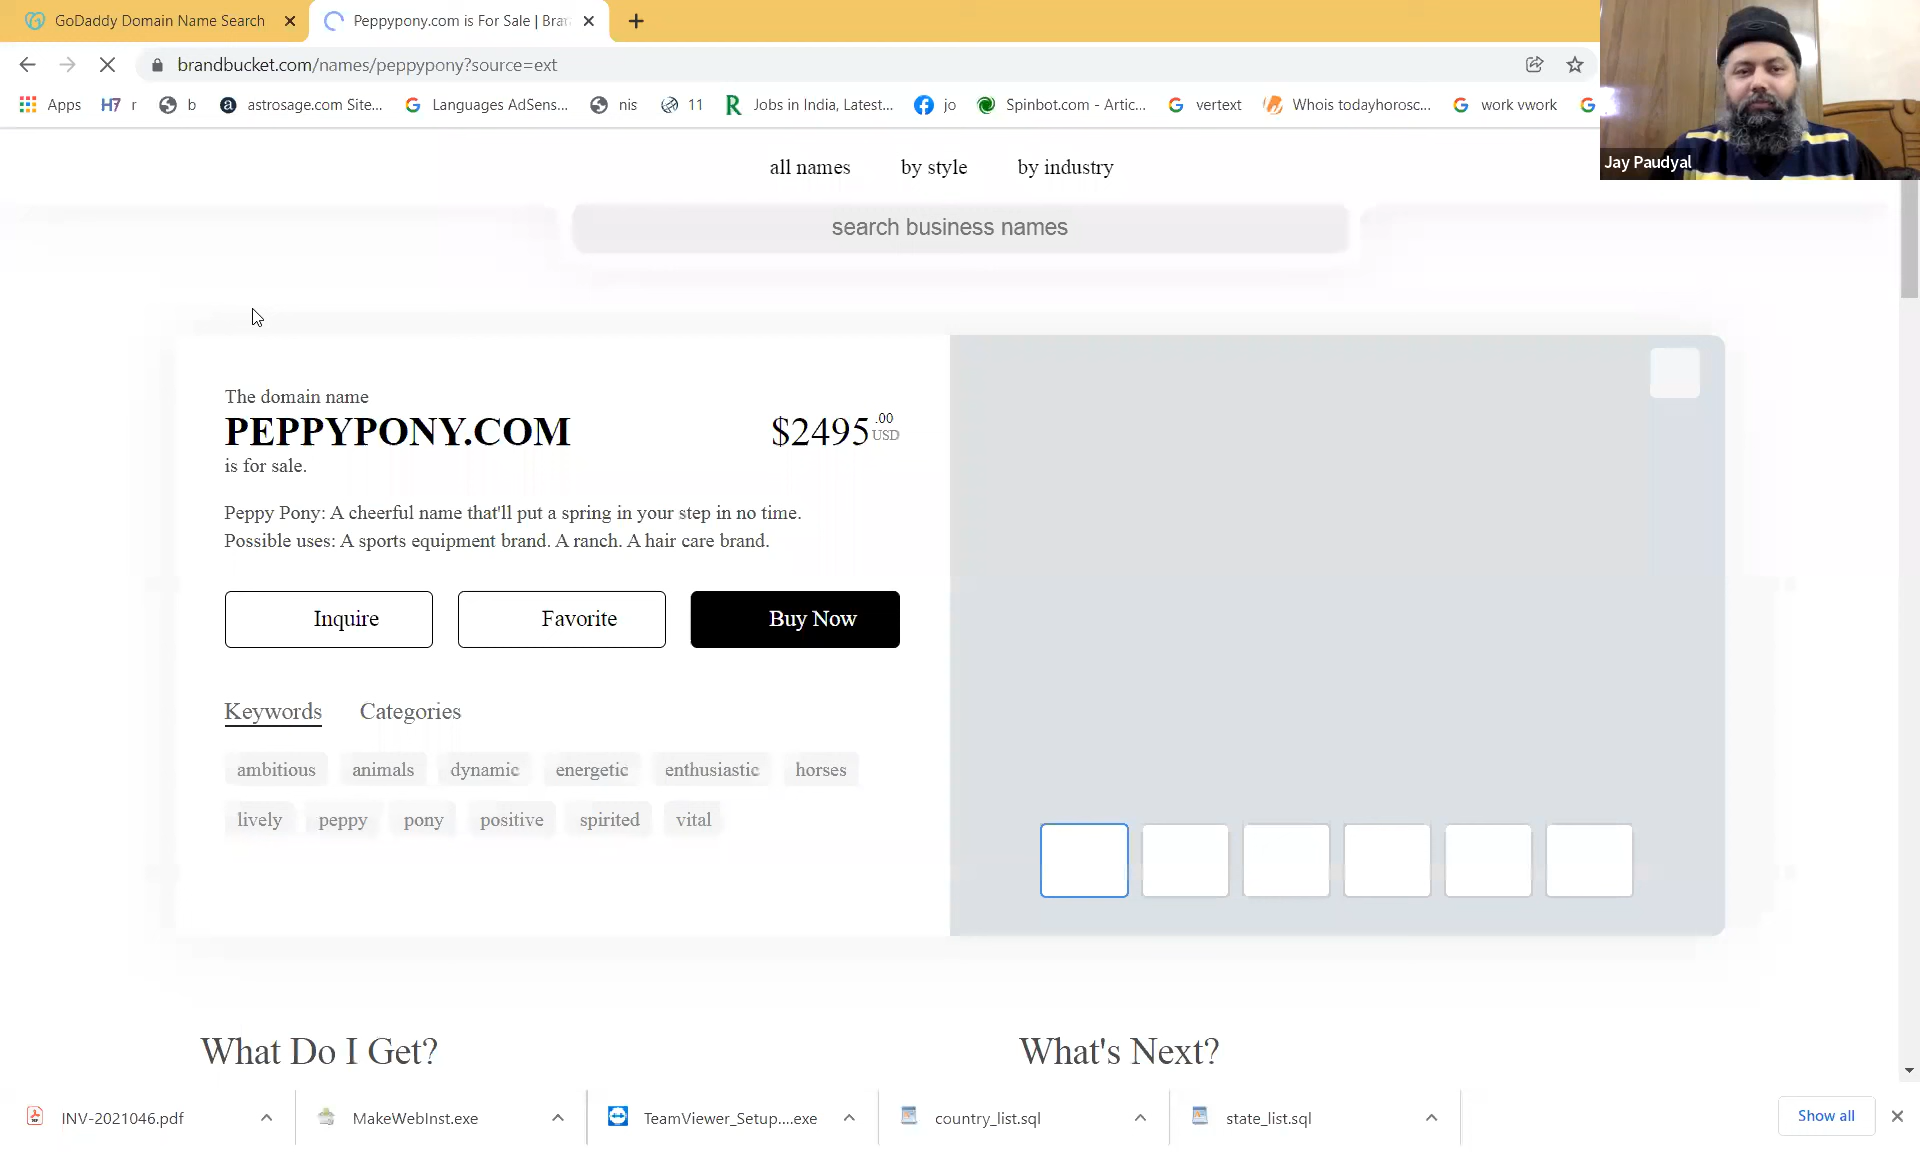 GoDaddy Domain Name Search
Peppypony.com is For Sale | Bran
brandbucket.com/names/peppypony?source=ext
Apps H7 r b astrosage.com Site... Languages AdSens... nis 11 Jobs in India, Latest... jo Spinbot.com - Artic... vertext Whois todayhorosc... work vwork
Jay Paudyal
all names by style by industry
search business names
The domain name
PEPPYPONY.COM
$2495.00 USD
is for sale.
Peppy Pony: A cheerful name that'll put a spring in your step in no time.
Possible uses: A sports equipment brand. A ranch. A hair care brand.
Inquire Favorite Buy Now
Keywords Categories
ambitious animals dynamic energetic enthusiastic horses
lively peppy pony positive spirited vital
What Do I Get? What's Next?
INV-2021046.pdf MakeWebInst.exe TeamViewer_Setup....exe country_list.sql state_list.sql Show all